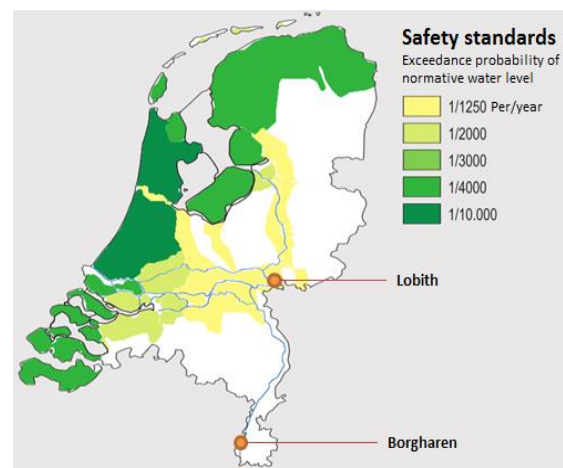 Safety standards
Exceedance probability of
normative water level
1/1250 Per/year
1/2000
1/3000
1/4000
1/10.000
Lobith
Borgharen